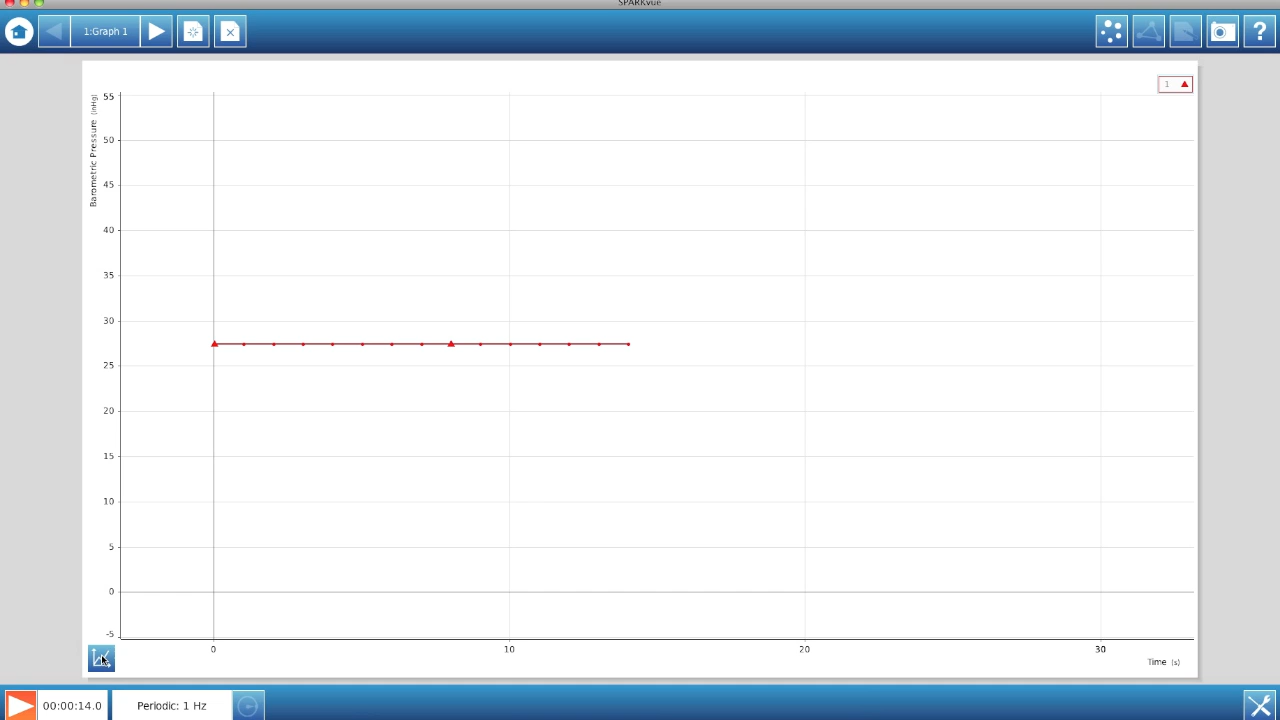 SPARKvue
1:Graph 1
?
1
Barometric Pressure (inHg)
55
50
45
40
35
30
25
20
15
10
5
0
-5
0 10 20 30
Time (s)
00:00:14.0
Periodic: 1 Hz